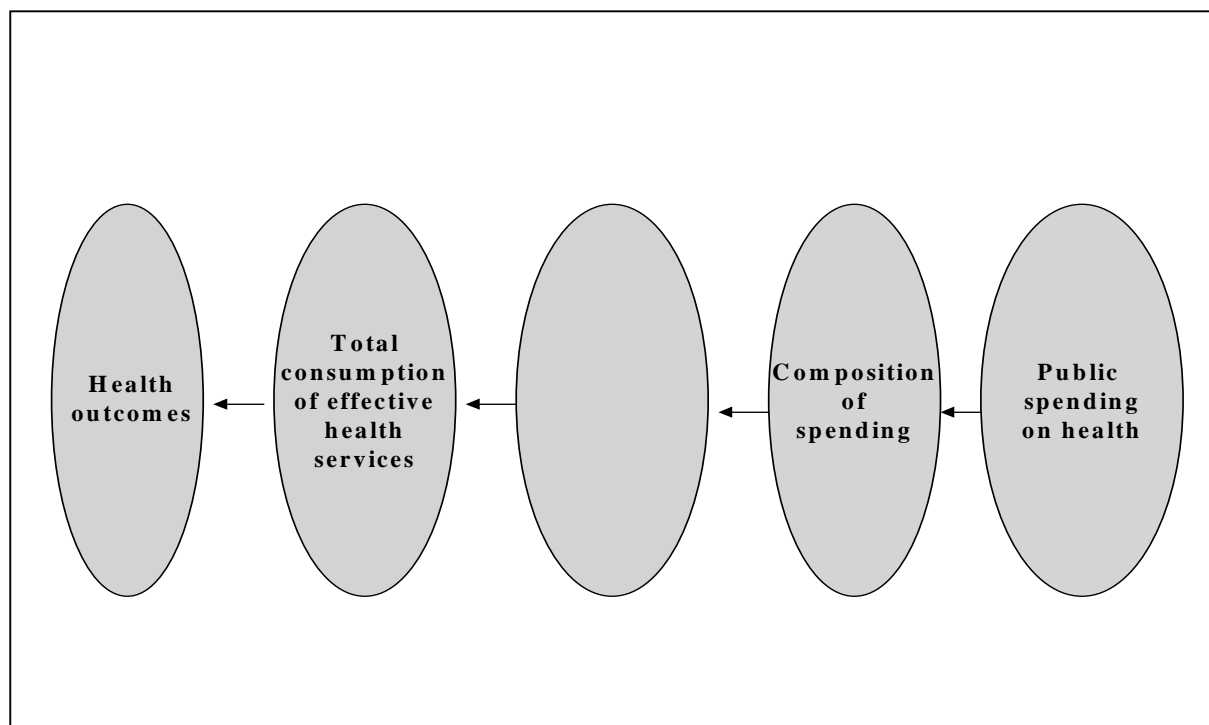 Health
outcomes
Total
consumption
of effective
health
services
Composition
of
spending
Public
spending
on health